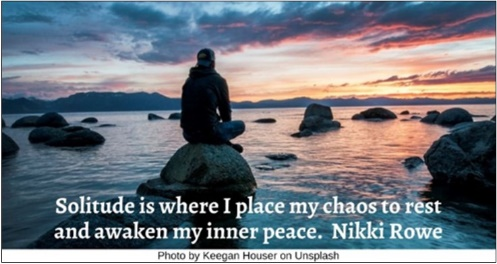 Solitude is where I place my chaos to rest
and awaken my inner peace. Nikki Rowe
Photo by Keegan Houser on Unsplash